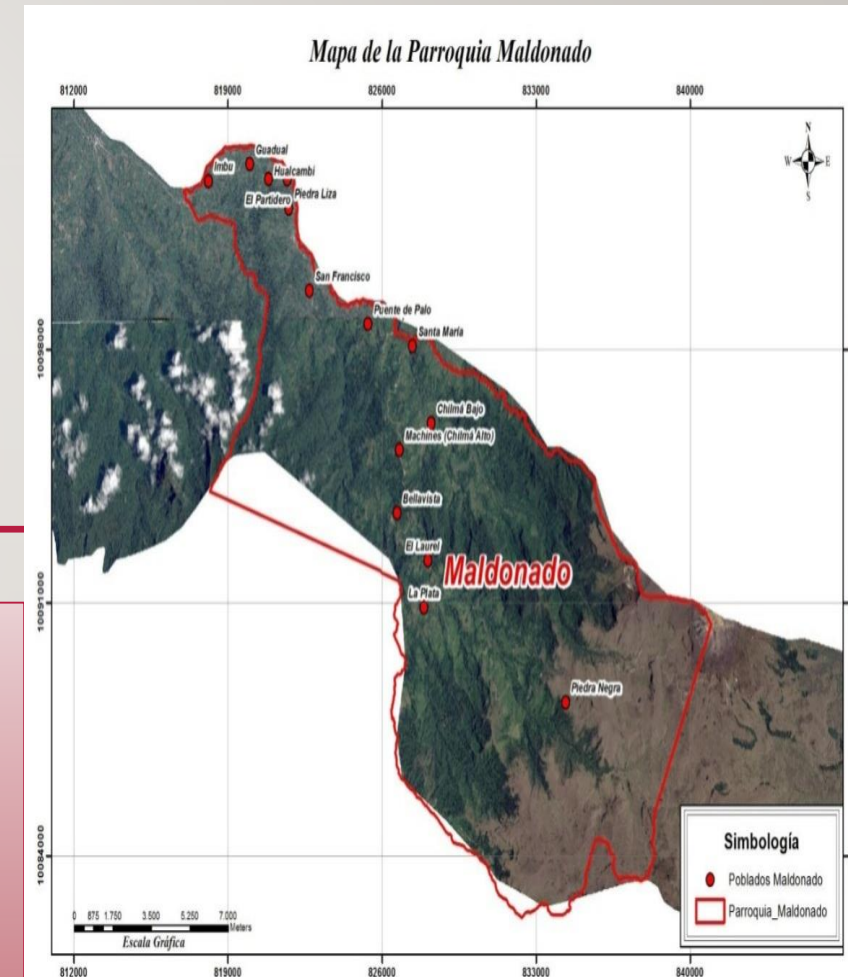 Mapa de la Parroquia Maldonado
812000 819000 826000 833000 840000
N
W E
S
Guadual
Imbu
Hualcambi
El Partidero
Piedra Liza
San Francisco
Puente de Palo
Santa María
10098000
Chilmá Bajo
Machines (Chilmá Alto)
Bellavista
El Laurel
Maldonado
La Plata
10091000
Piedra Negra
10084000
Simbología
Poblados Maldonado
Parroquia_Maldonado
0 875 1.750 3.500 5.250 7.000
Meters
Escala Gráfica
812000 819000 826000 833000 840000